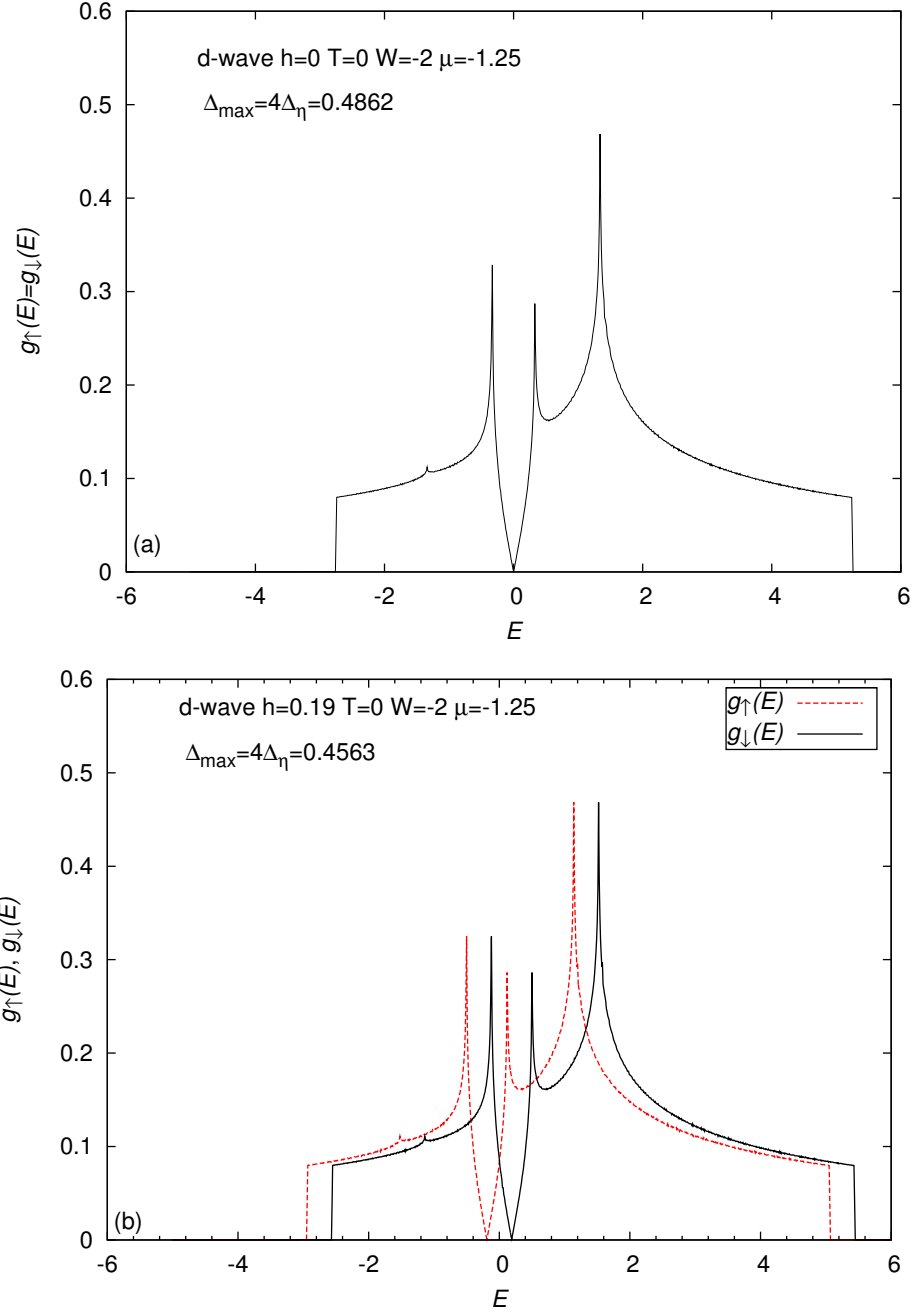 0.6
d-wave h=0 T=0 W=-2 μ=-1.25
Δmax=4Δη=0.4862
0.5
0.4
g↑(E)=g↓(E)
0.3
0.2
0.1
(a)
0
-6 -4 -2 0 2 4 6
E
0.6
d-wave h=0.19 T=0 W=-2 μ=-1.25
g↑(E)
g↓(E)
Δmax=4Δη=0.4563
0.5
0.4
g↑(E), g↓(E)
0.3
0.2
0.1
(b)
0
-6 -4 -2 0 2 4 6
E